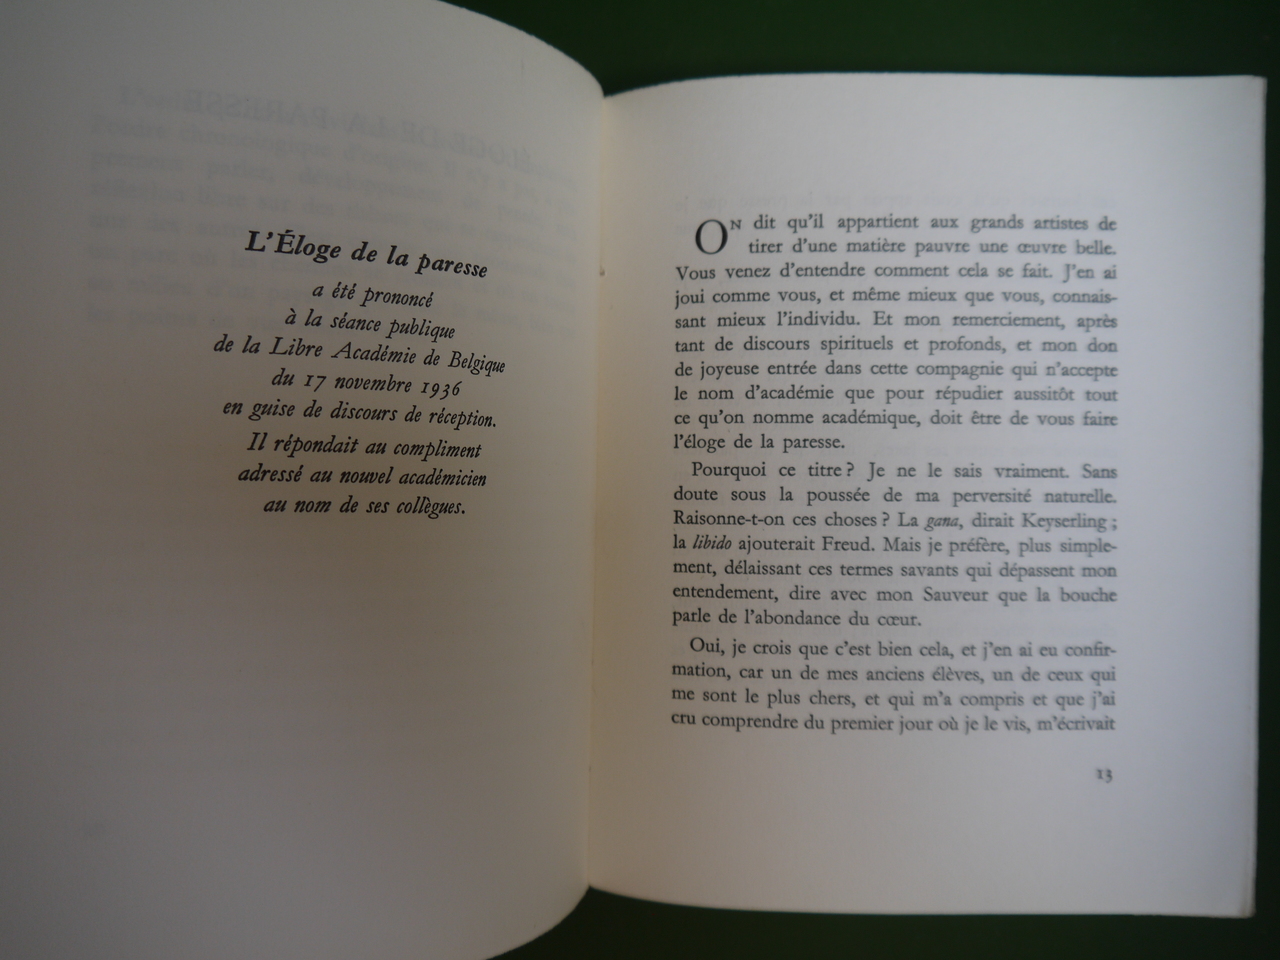 L'Éloge de la paresse
a été prononcé
à la séance publique
de la Libre Académie de Belgique
du 17 novembre 1936
en guise de discours de réception.
Il répondait au compliment
adressé au nouvel académicien
au nom de ses collègues.
ON dit qu'il appartient aux grands artistes de
tirer d'une matière pauvre une œuvre belle.
Vous venez d'entendre comment cela se fait. J'en ai
joui comme vous, et même mieux que vous, connais-
sant mieux l'individu. Et mon remerciement, après
tant de discours spirituels et profonds, et mon don
de joyeuse entrée dans cette compagnie qui n'accepte
le nom d'académie que pour répudier aussitôt tout
ce qu'on nomme académique, doit être de vous faire
l'éloge de la paresse.
Pourquoi ce titre ? Je ne le sais vraiment. Sans
doute sous la poussée de ma perversité naturelle.
Raisonne-t-on ces choses ? La gana, dirait Keyserling ;
la libido ajouterait Freud. Mais je préfère, plus simple-
ment, délaissant ces termes savants qui dépassent mon
entendement, dire avec mon Sauveur que la bouche
parle de l'abondance du cœur.
Oui, je crois que c'est bien cela, et j'en ai eu confir-
mation, car un de mes anciens élèves, un de ceux qui
me sont le plus chers, et qui m'a compris et que j'ai
cru comprendre du premier jour où je le vis, m'écrivait
13